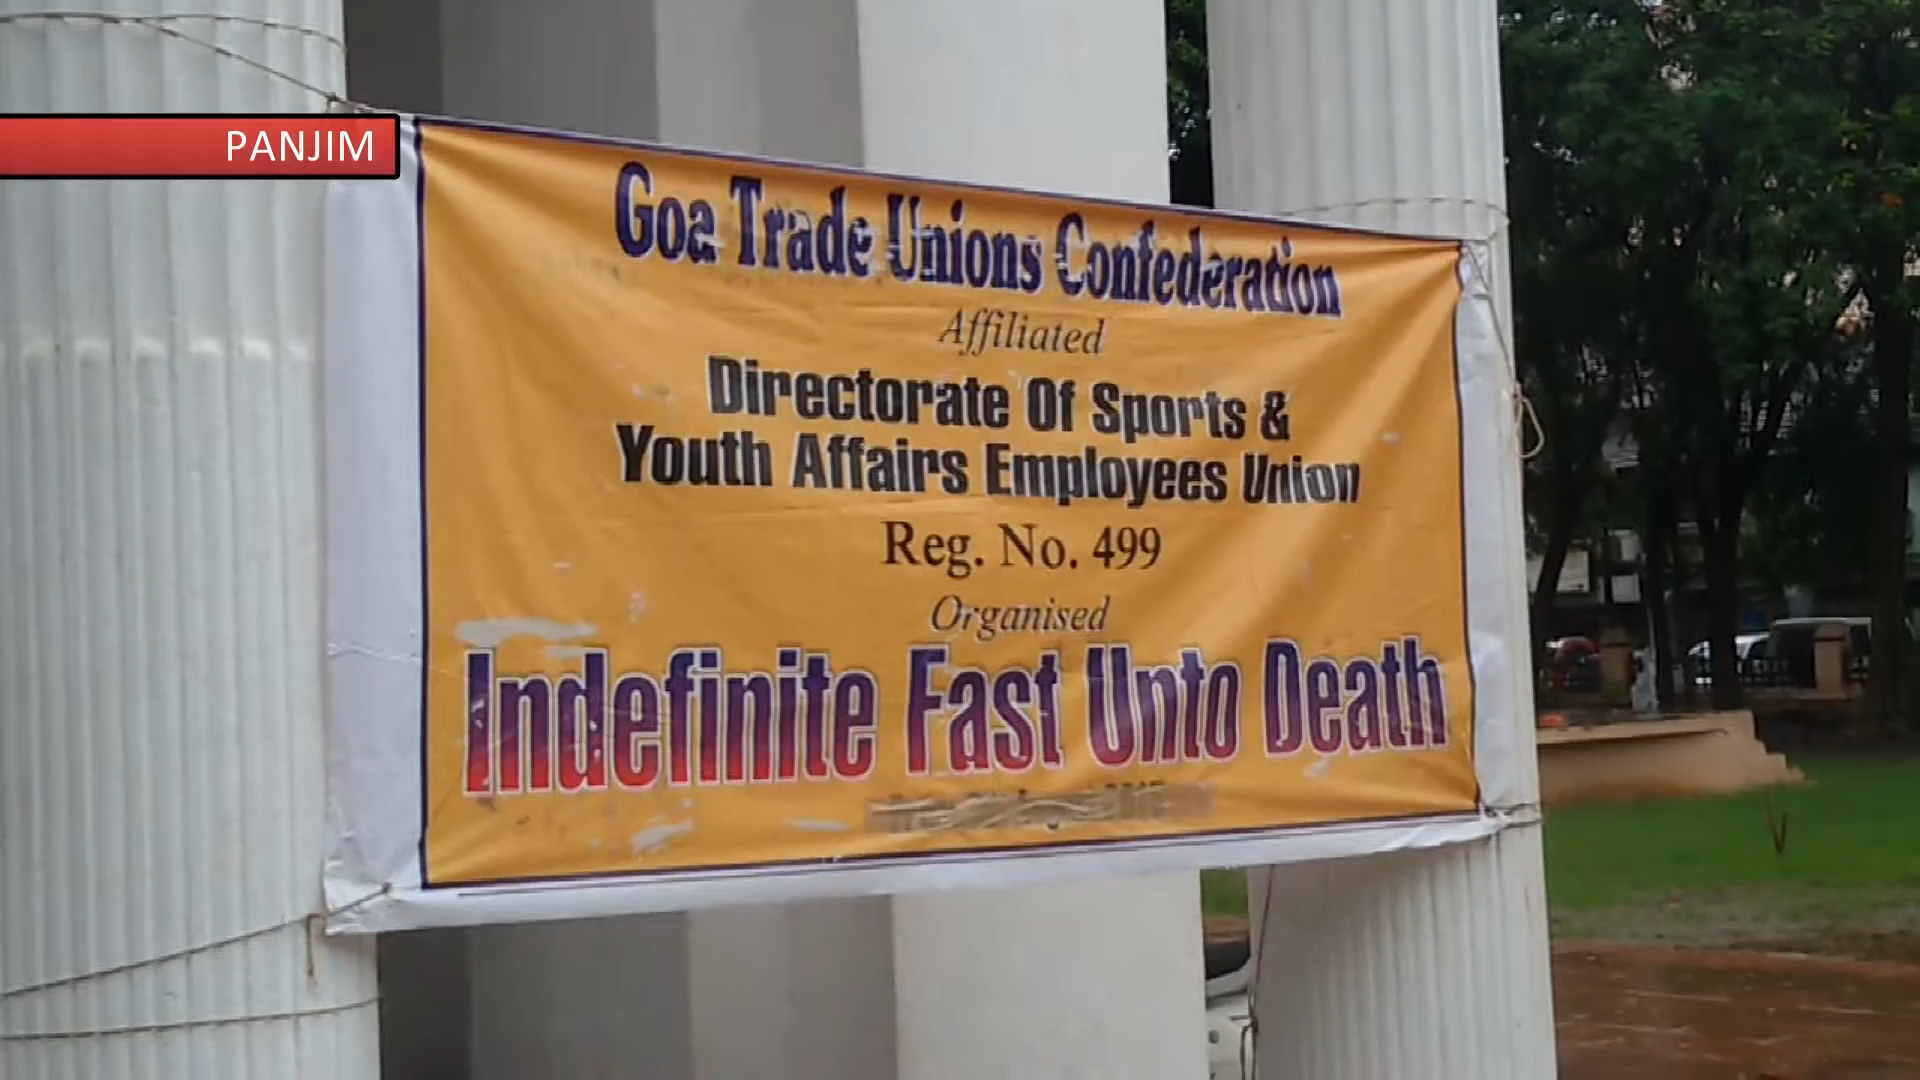 PANJIM
Goa Trade Unions Confederation
Affiliated
Directorate Of Sports &
Youth Affairs Employees Union
Reg. No. 499
Organised
Indefinite Fast Unto Death